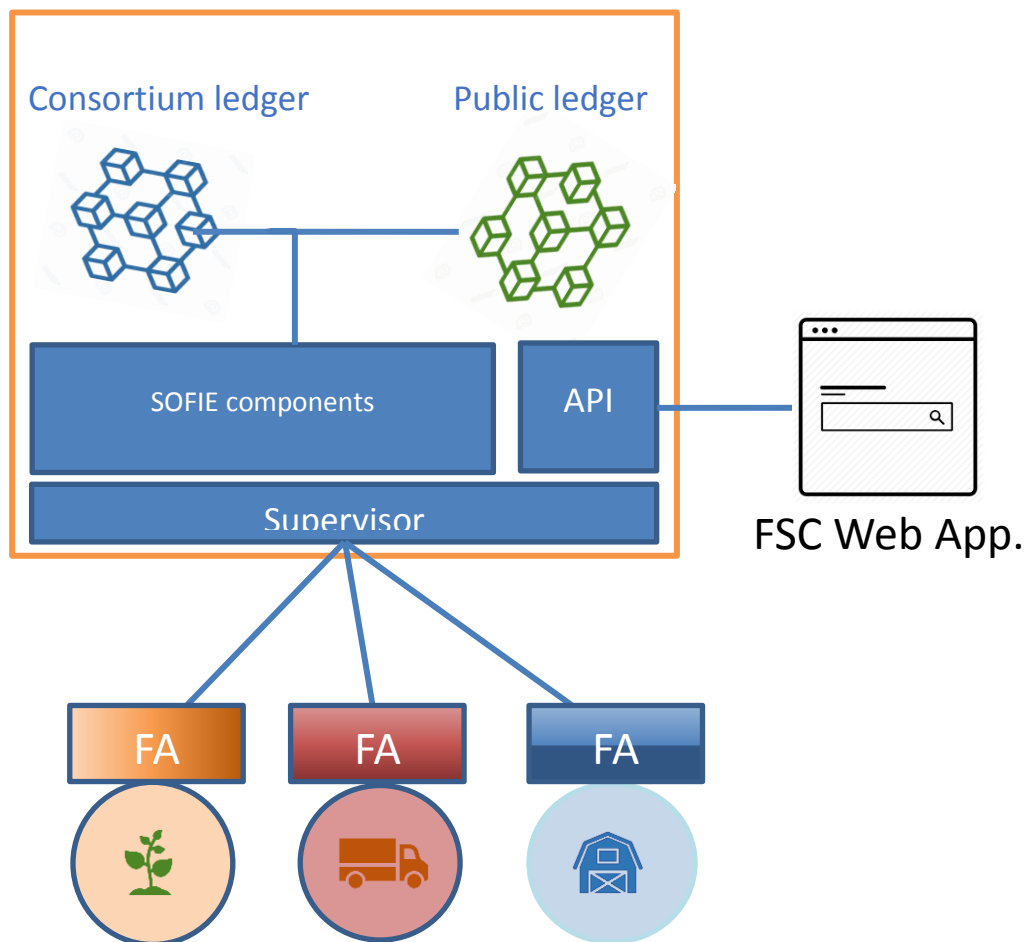 Consortium ledger
Public ledger
SOFIE components
API
Supervisor
FSC Web App.
FA
FA
FA